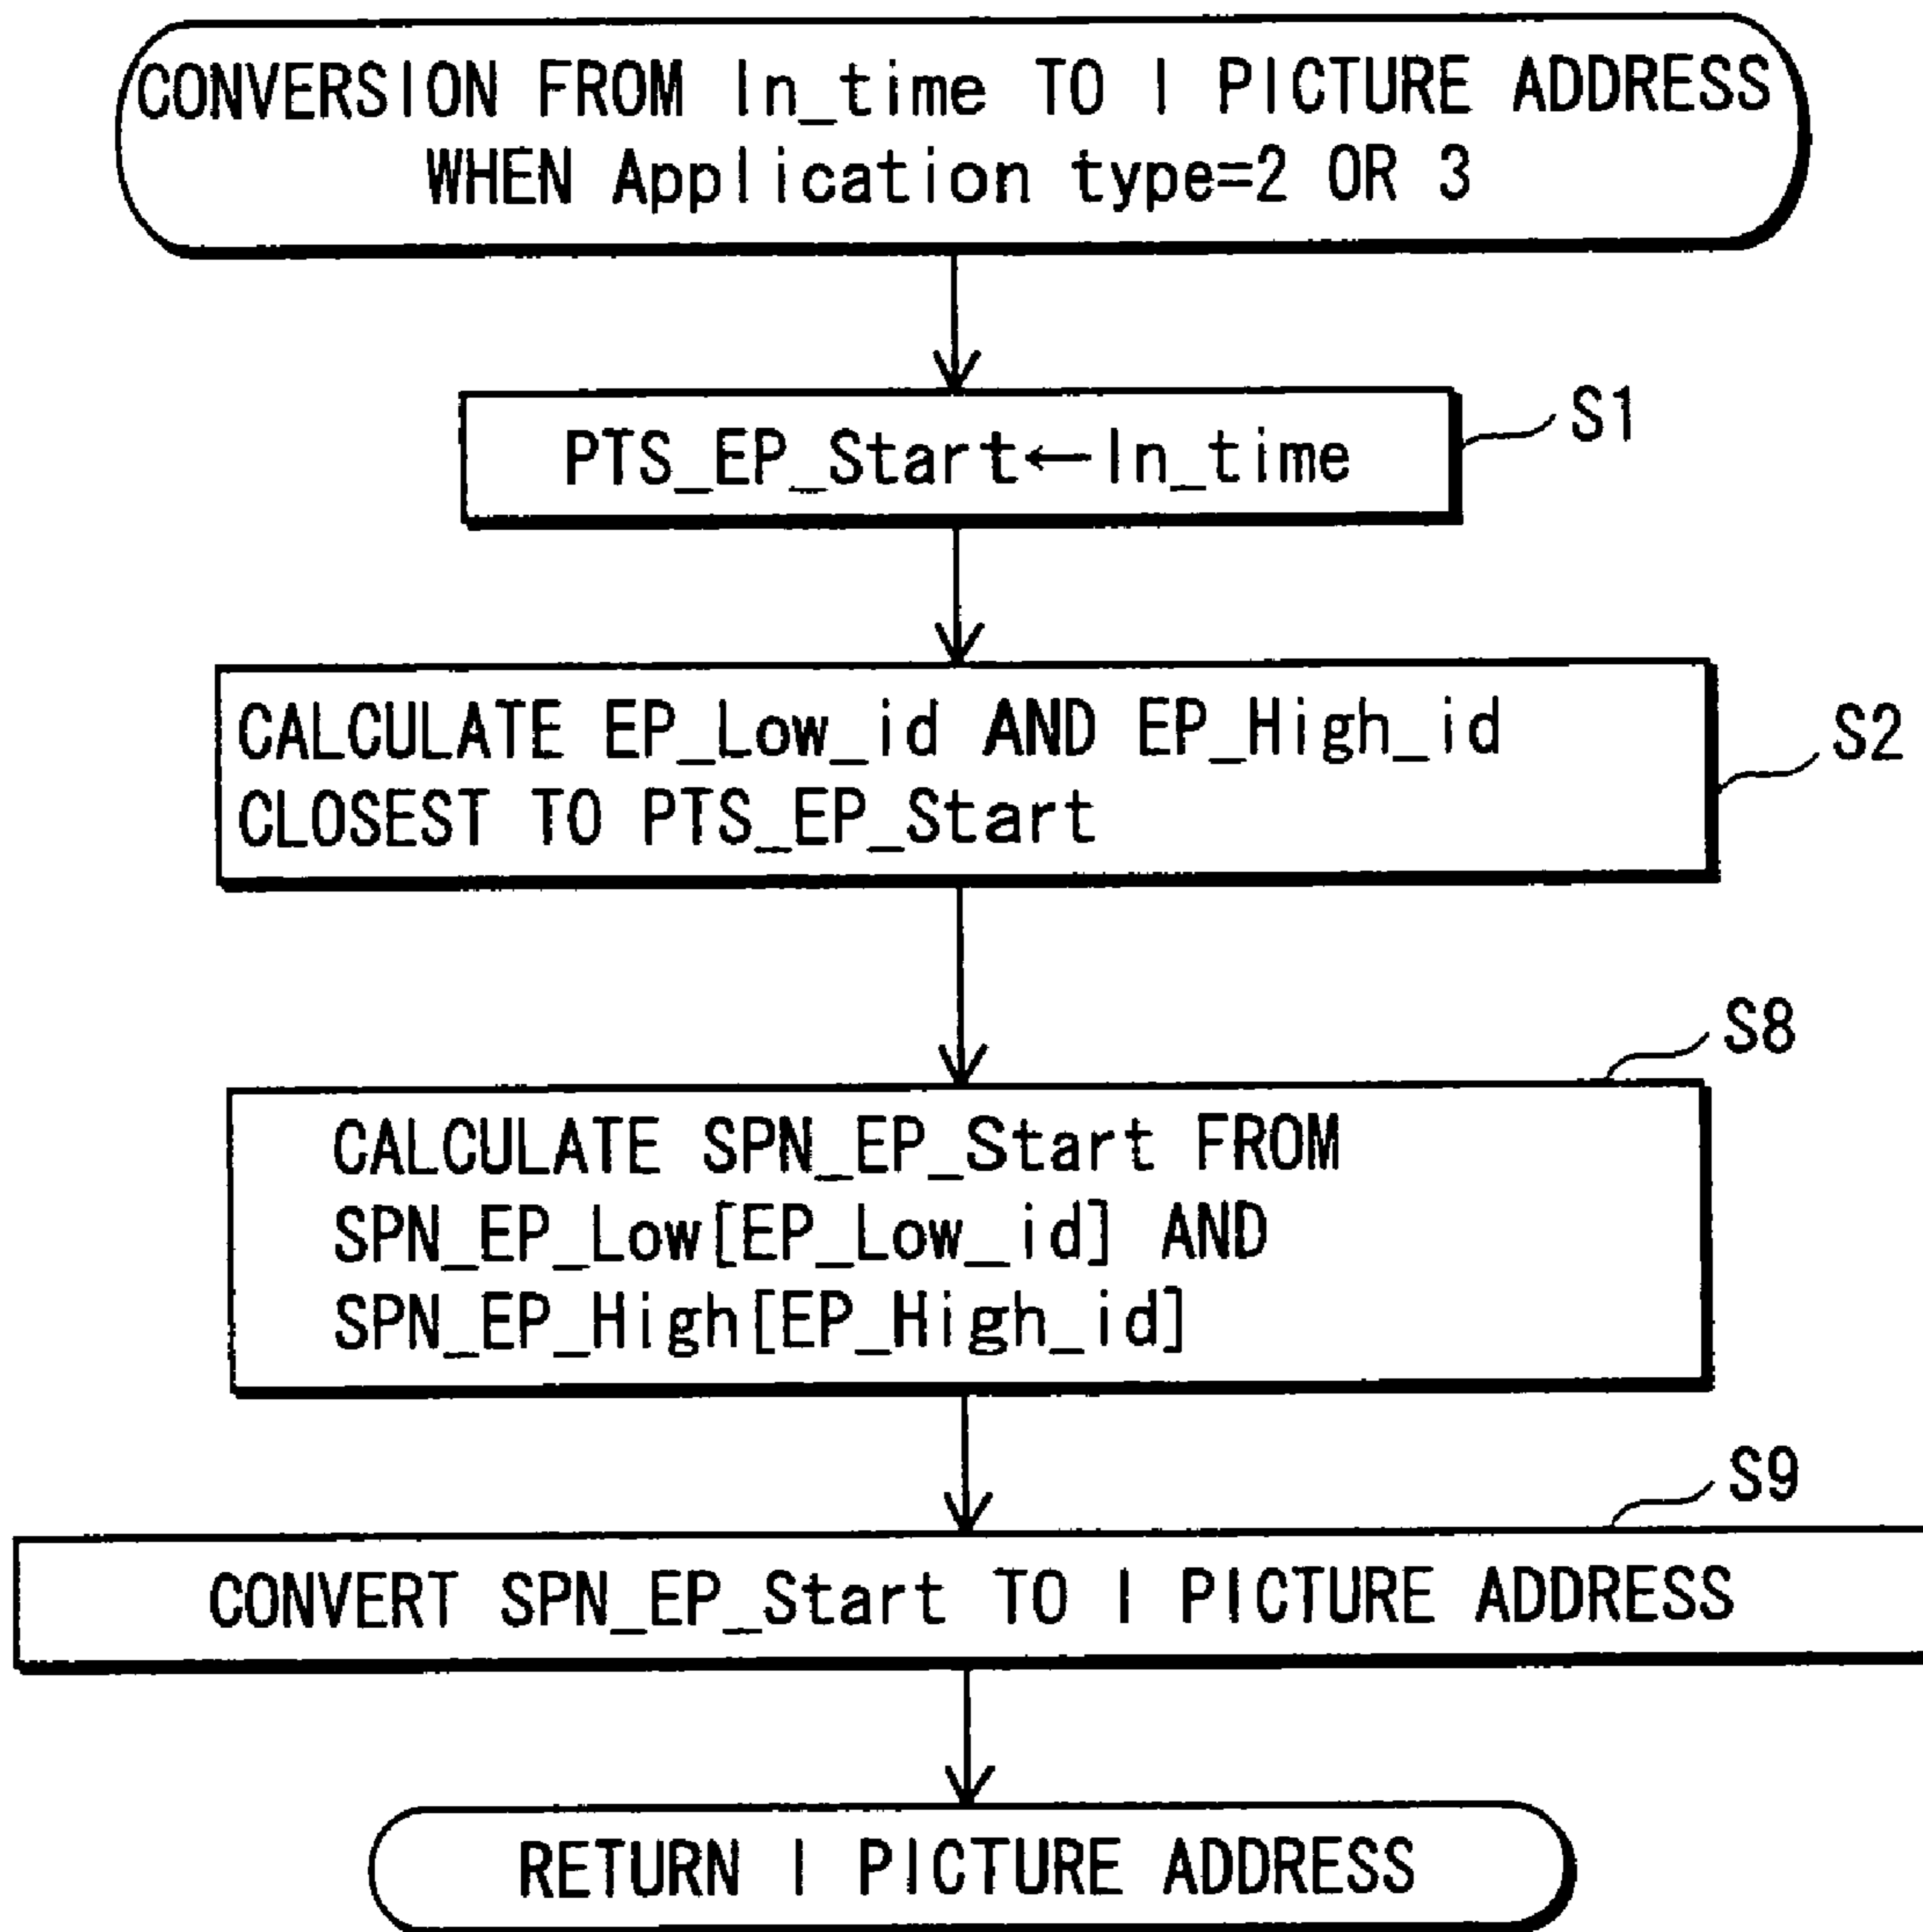 CONVERSION FROM In_time TO I PICTURE ADDRESS
WHEN Application type=2 OR 3
PTS_EP_Start←In_time
S1
CALCULATE EP_Low_id AND EP_High_id
CLOSEST TO PTS_EP_Start
S2
S8
CALCULATE SPN_EP_Start FROM
SPN_EP_Low[EP_Low_id] AND
SPN_EP_High[EP_High_id]
S9
CONVERT SPN_EP_Start TO I PICTURE ADDRESS
RETURN I PICTURE ADDRESS